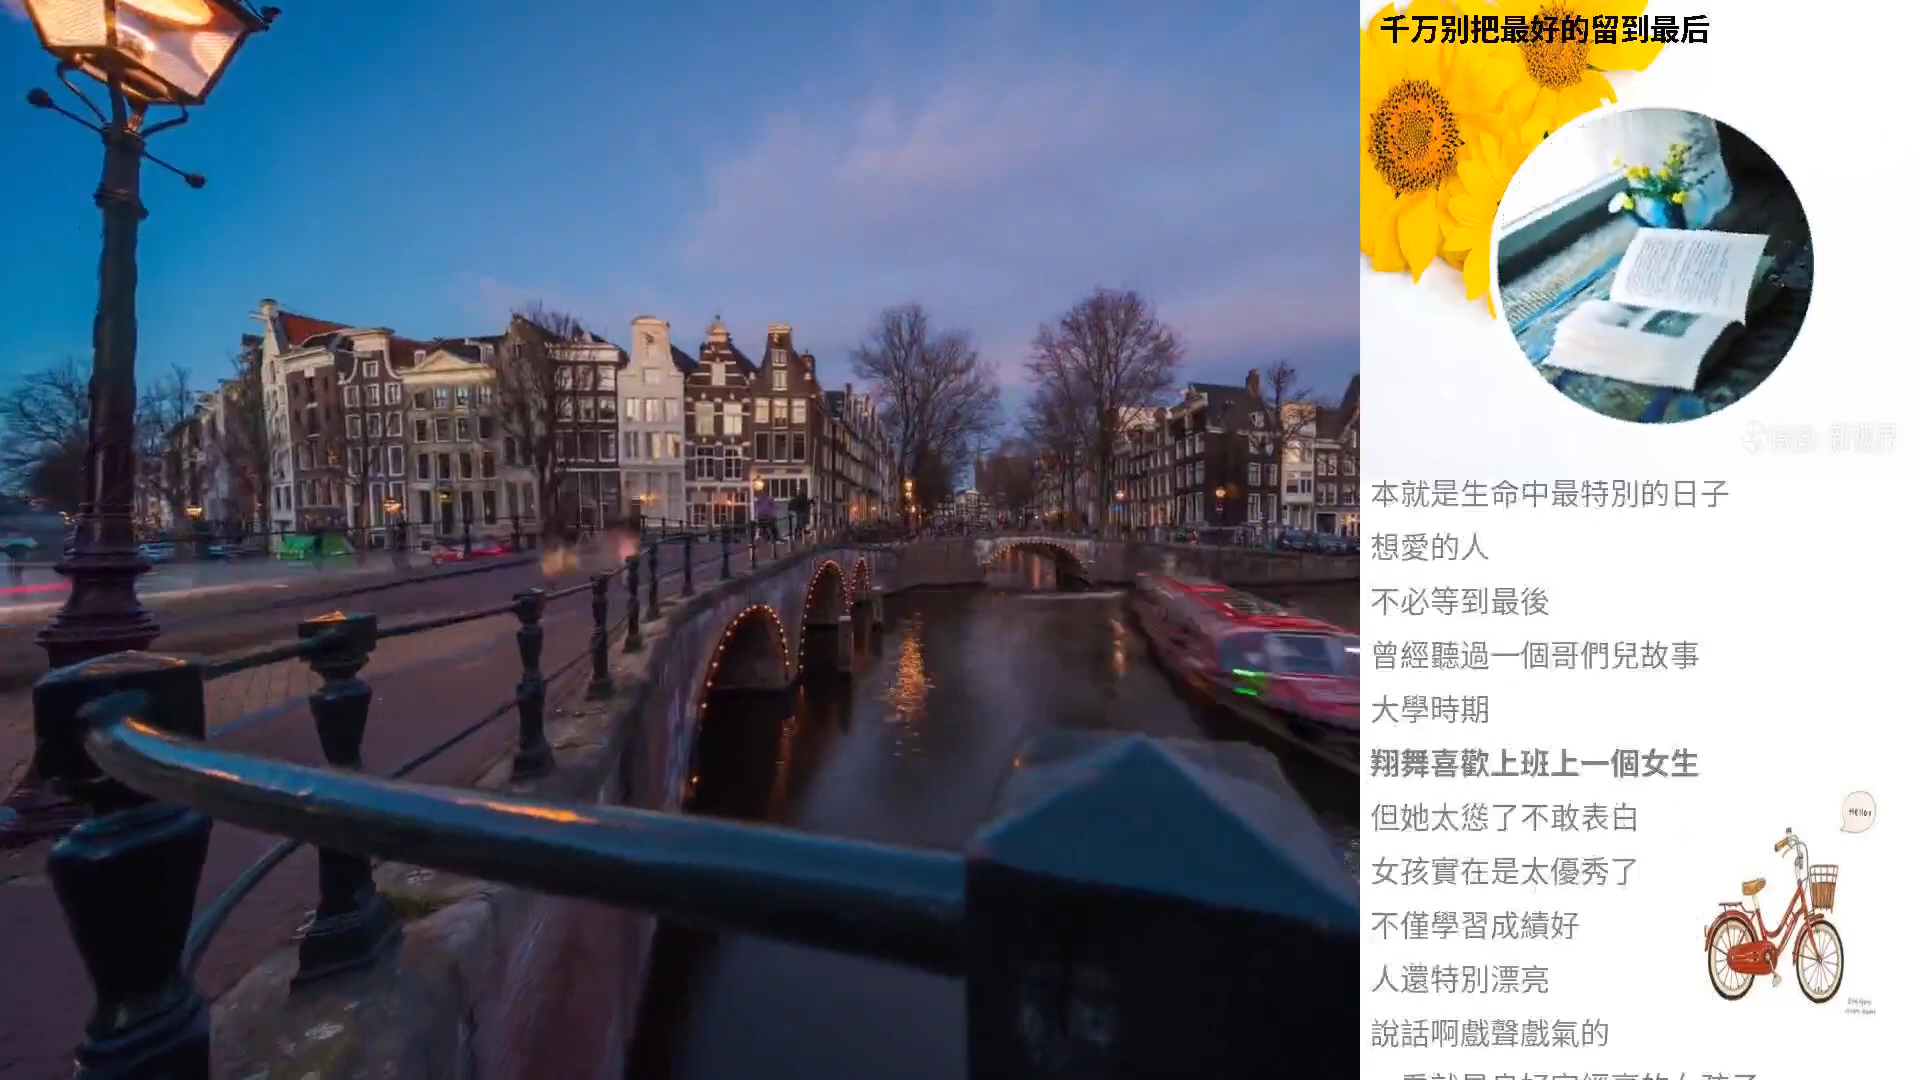 千万别把最好的留到最后
本就是生命中最特別的日子
想愛的人
不必等到最後
曾經聽過一個哥們兒故事
大學時期
翔舞喜歡上班上一個女生
但她太慫了不敢表白
女孩實在是太優秀了
不僅學習成績好
人還特別漂亮
說話啊戲聲戲氣的
Hello!